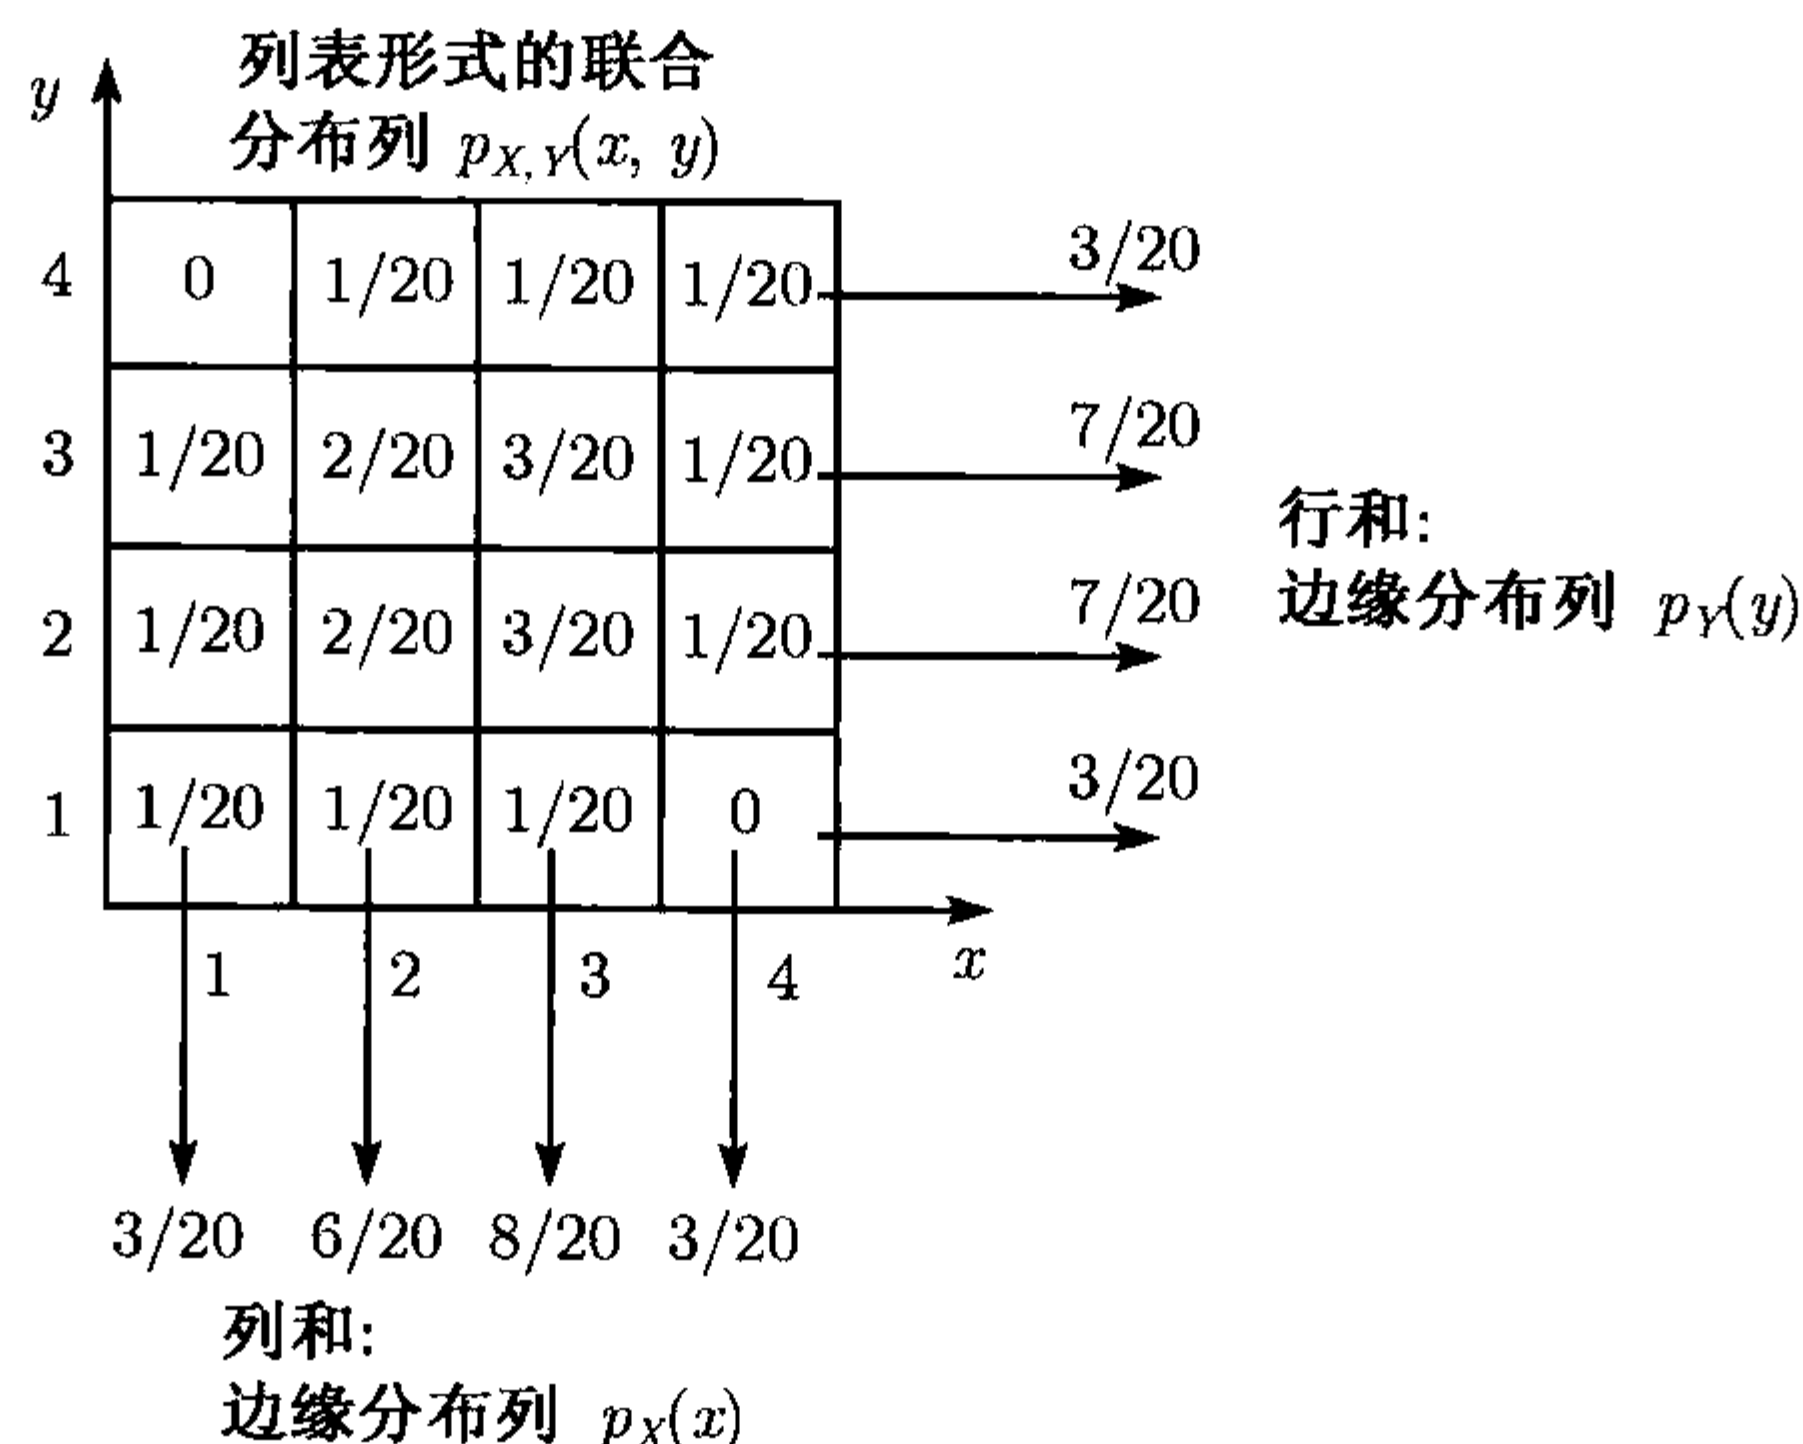 列表形式的联合
y
分布列 p_{X, Y}(x, y)
4 0 1/20 1/20 1/20 3/20
3 1/20 2/20 3/20 1/20 7/20
行和:
边缘分布列 p_Y(y)
2 1/20 2/20 3/20 1/20 7/20
1 1/20 1/20 1/20 0 3/20
1 2 3 4 x
3/20 6/20 8/20 3/20
列和:
边缘分布列 p_X(x)